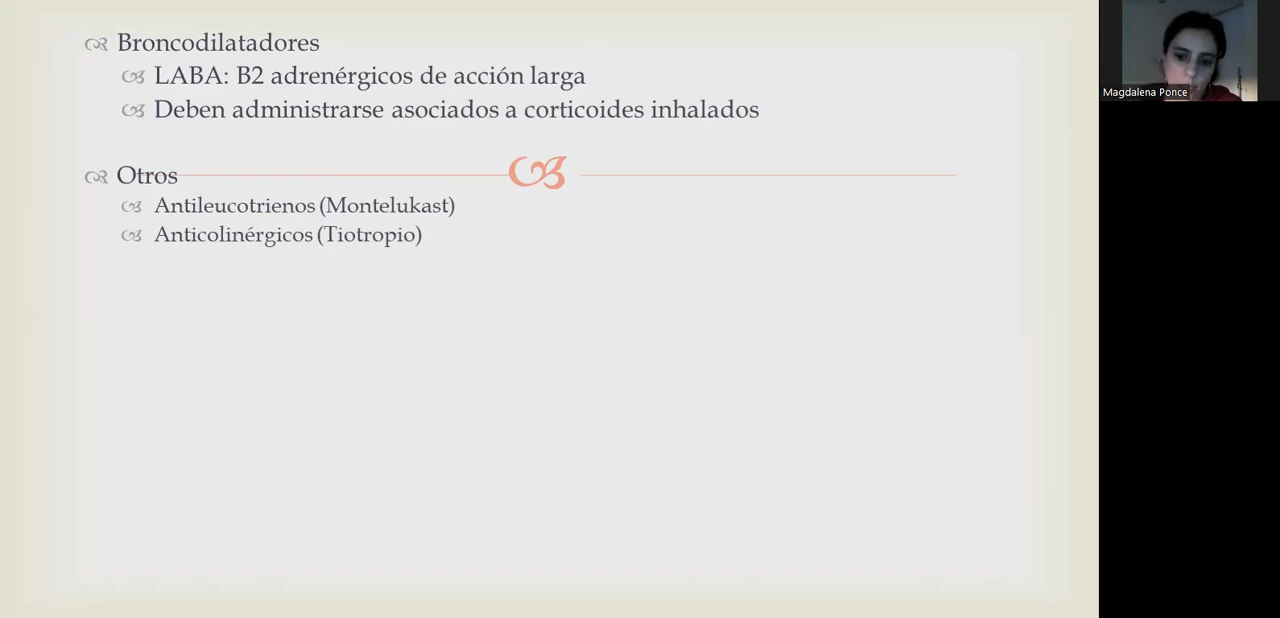 Broncodilatadores
LABA: B2 adrenérgicos de acción larga
Deben administrarse asociados a corticoides inhalados
Otros
Antileucotrienos (Montelukast)
Anticolinérgicos (Tiotropio)
Magdalena Ponce